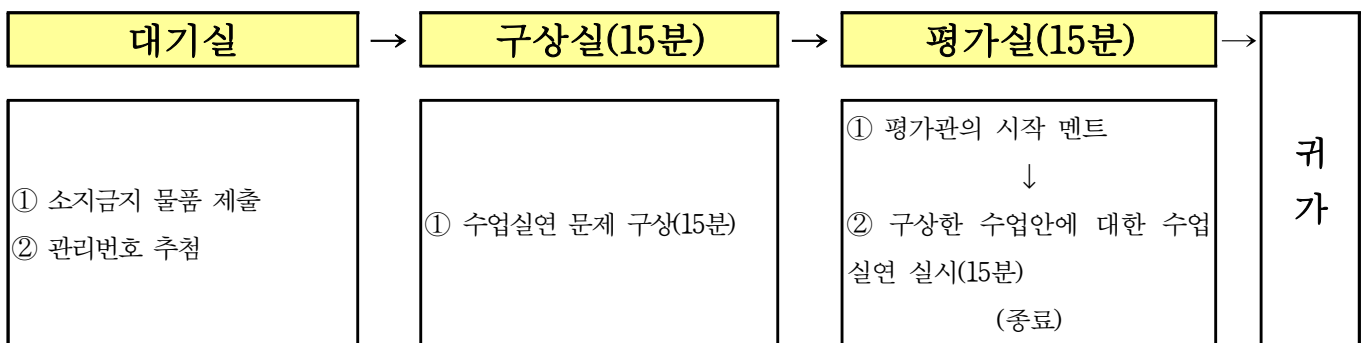 대기실 → 구상실(15분) → 평가실(15분) →
① 소지금지 물품 제출
② 관리번호 추첨
① 수업실연 문제 구상(15분)
① 평가관의 시작 멘트
↓
② 구상한 수업안에 대한 수업
실연 실시(15분)
(종료)
귀
가